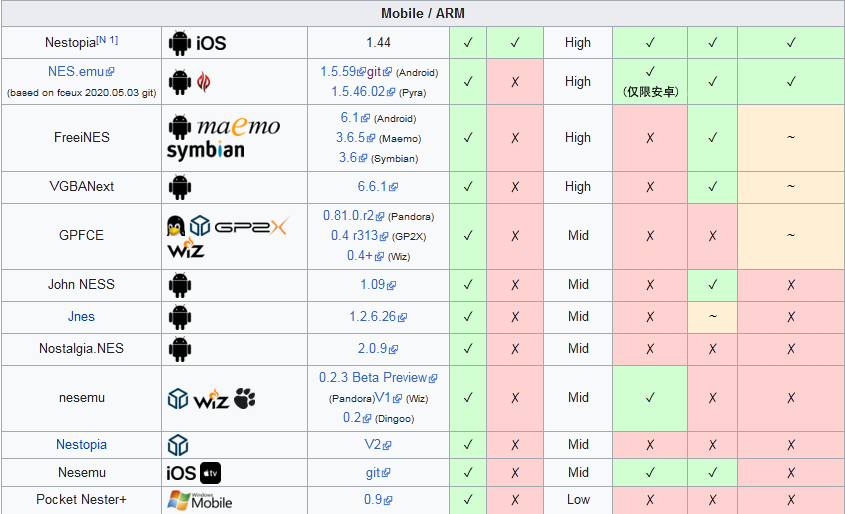 Mobile / ARM
Nestopia[N 1] iOS 1.44 ✓ ✓ High ✓ ✓ ✓
NES.emu
(based on fceux 2020.05.03 git)
1.5.59 git (Android)
1.5.46.02 (Pyra)
✓ ✗ High ✓
(仅限安卓)
✓ ✓
FreeiNES
maemo
symbian
6.1 (Android)
3.6.5 (Maemo)
3.6 (Symbian)
✓ ✗ High ✗ ✓ ~
VGBANext 6.6.1 ✓ ✗ High ✗ ✓ ~
GPFCE
GP2X
WiZ
0.81.0.r2 (Pandora)
0.4 r313 (GP2X)
0.4+ (Wiz)
✓ ✗ Mid ✗ ✗ ~
John NESS 1.09 ✓ ✗ Mid ✗ ✓ ✗
Jnes 1.2.6.26 ✓ ✗ Mid ✗ ~ ✗
Nostalgia.NES 2.0.9 ✓ ✗ Mid ✗ ✗ ✗
nesemu
WiZ
0.2.3 Beta Preview
(Pandora)V1 (Wiz)
0.2 (Dingoo)
✓ ✗ Mid ✓ ✗ ✗
Nestopia V2 ✓ ✗ Mid ✗ ✗ ✗
Nesemu iOS tv git ✓ ✗ Mid ✓ ✓ ✗
Pocket Nester+ Windows Mobile 0.9 ✓ ✗ Low ✗ ✗ ✗